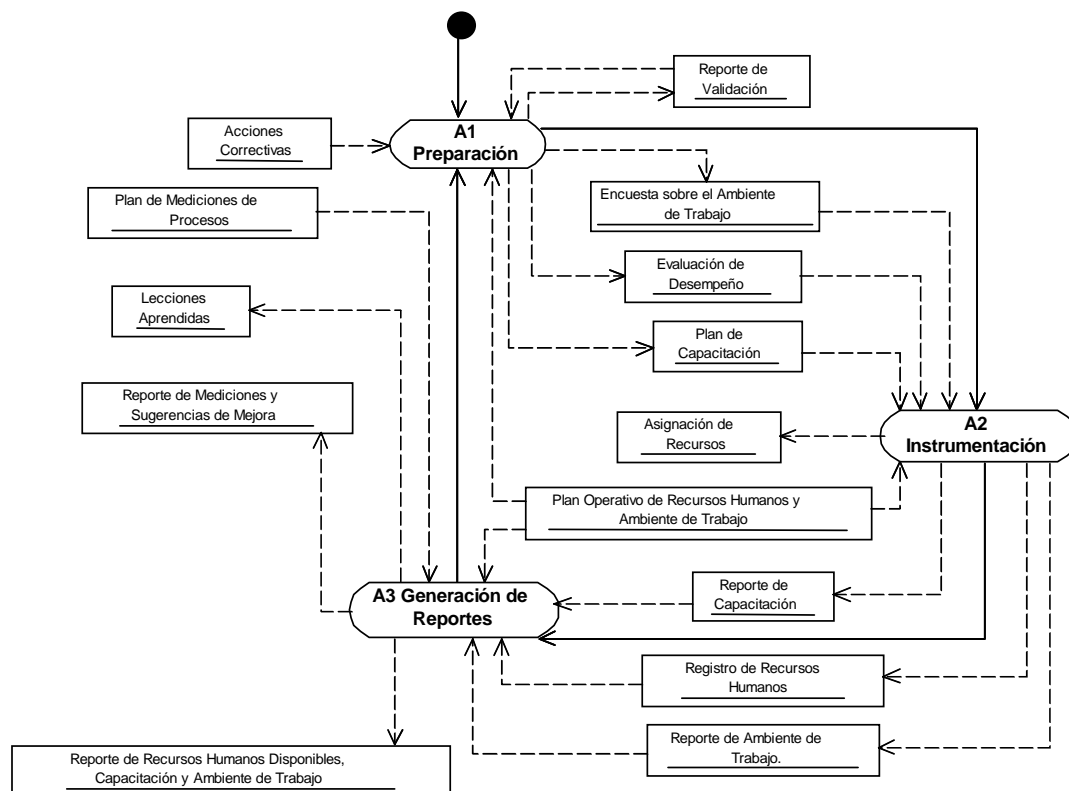 Reporte de
Validación
A1
Preparación
Acciones
Correctivas
Plan de Mediciones de
Procesos
Encuesta sobre el Ambiente
de Trabajo
Evaluación de
Desempeño
Lecciones
Aprendidas
Plan de
Capacitación
Reporte de Mediciones y
Sugerencias de Mejora
Asignación de
Recursos
A2
Instrumentación
Plan Operativo de Recursos Humanos y
Ambiente de Trabajo
A3 Generación de
Reportes
Reporte de
Capacitación
Registro de Recursos
Humanos
Reporte de Ambiente de
Trabajo.
Reporte de Recursos Humanos Disponibles,
Capacitación y Ambiente de Trabajo